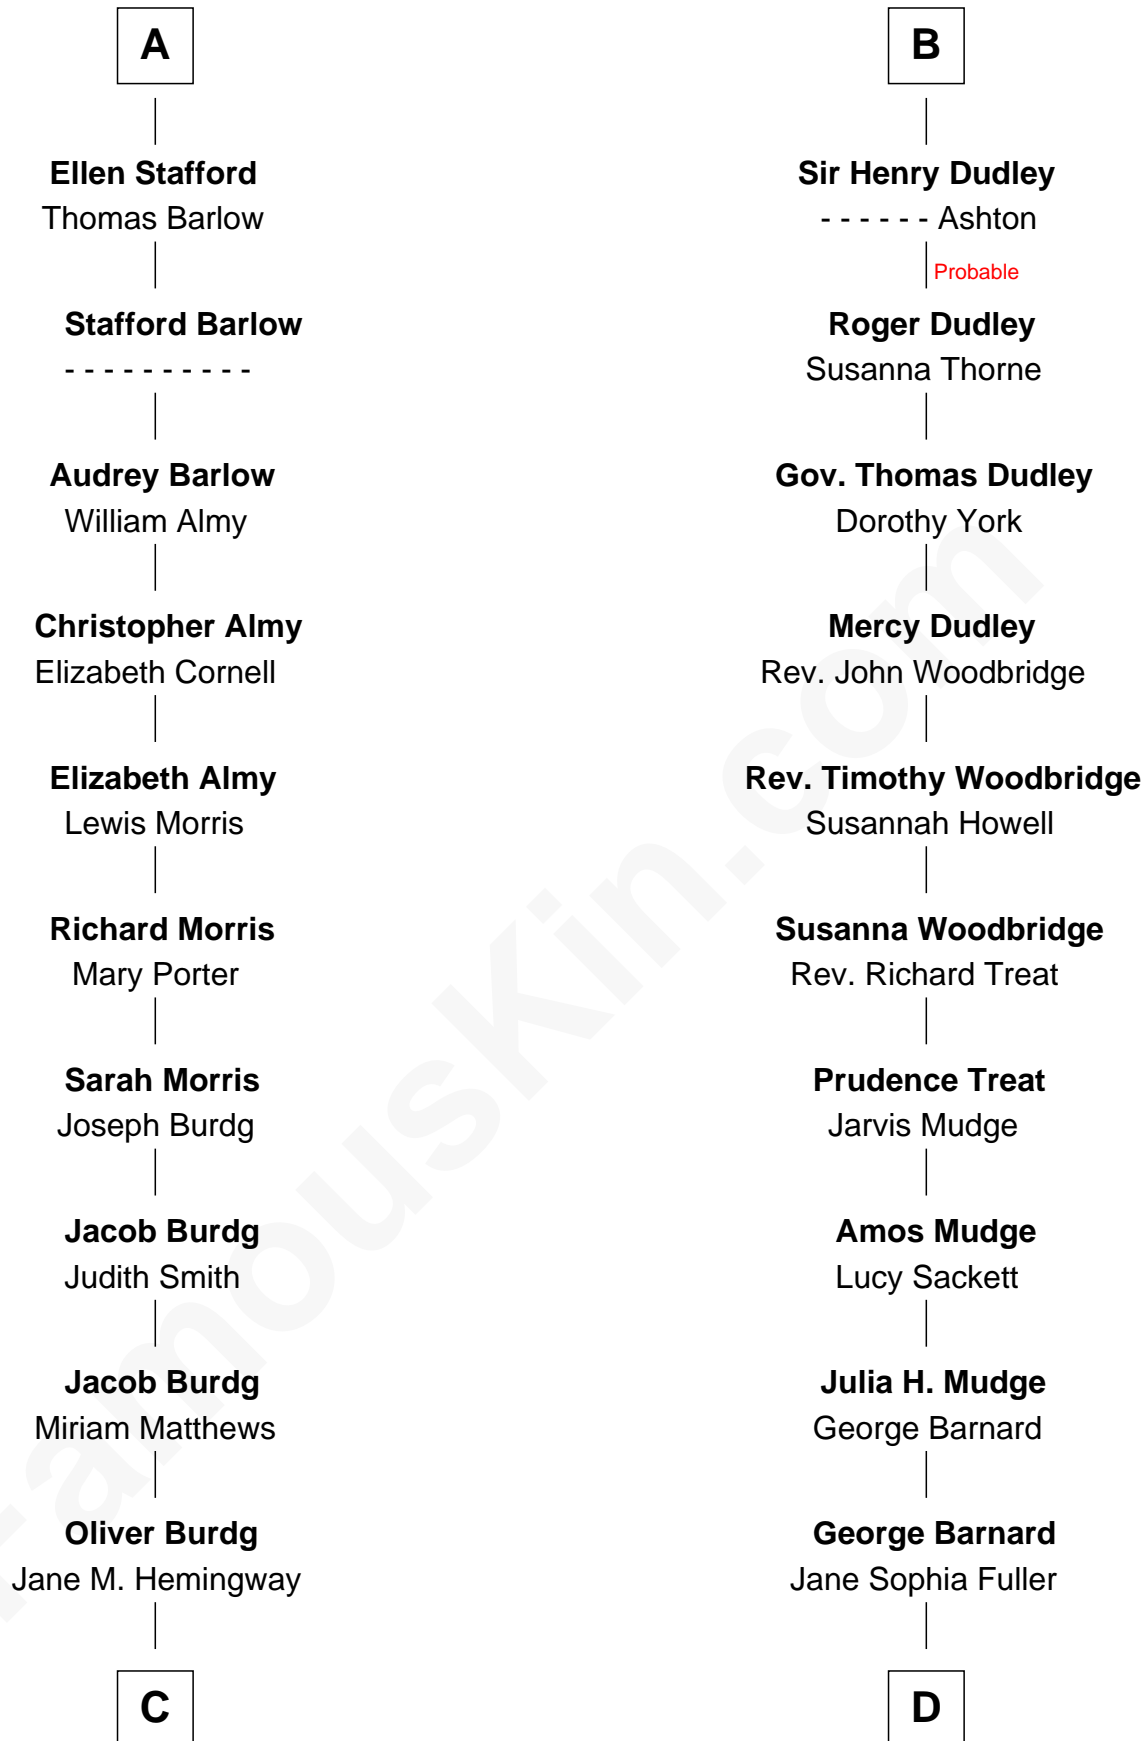 A
Ellen Stafford
Thomas Barlow
Stafford Barlow
- - - - - - - - - -
Audrey Barlow
William Almy
Christopher Almy
Elizabeth Cornell
Elizabeth Almy
Lewis Morris
Richard Morris
Mary Porter
Sarah Morris
Joseph Burdg
Jacob Burdg
Judith Smith
Jacob Burdg
Miriam Matthews
Oliver Burdg
Jane M. Hemingway
C
B
Sir Henry Dudley
- - - - - - Ashton
Probable
Roger Dudley
Susanna Thorne
Gov. Thomas Dudley
Dorothy York
Mercy Dudley
Rev. John Woodbridge
Rev. Timothy Woodbridge
Susannah Howell
Susanna Woodbridge
Rev. Richard Treat
Prudence Treat
Jarvis Mudge
Amos Mudge
Lucy Sackett
Julia H. Mudge
George Barnard
George Barnard
Jane Sophia Fuller
D
FamousKin.com